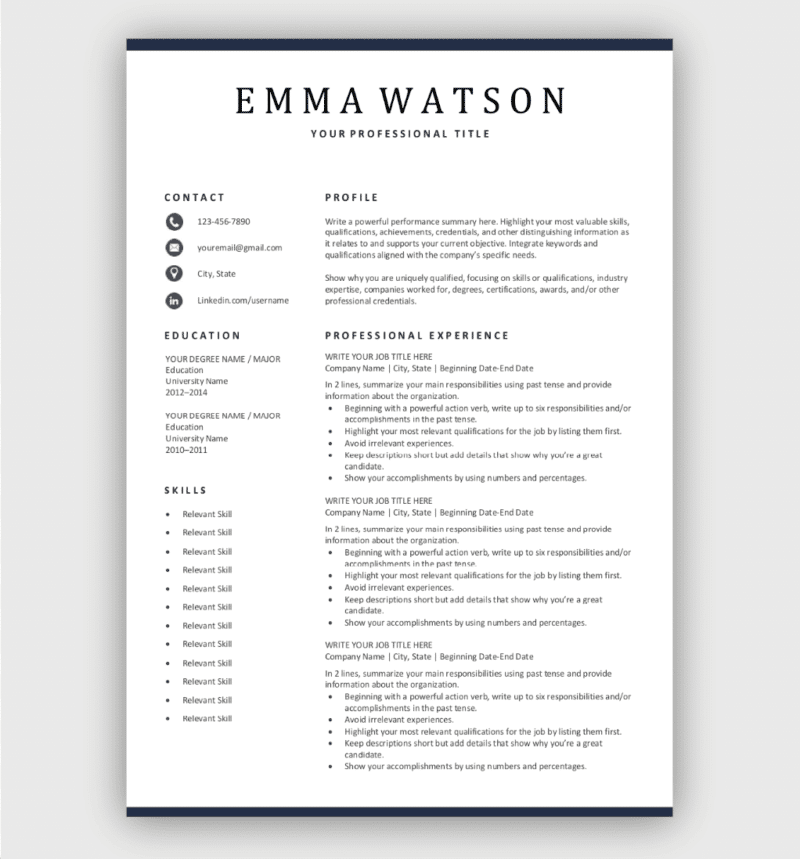 EMMA WATSON
YOUR PROFESSIONAL TITLE
CONTACT
123-456-7890
youremail@gmail.com
City, State
in
Linkedin.com/username
EDUCATION
YOUR DEGREE NAME / MAJOR
Education
University Name
2012–2014
YOUR DEGREE NAME / MAJOR
Education
University Name
2010–2011
SKILLS
• Relevant Skill
• Relevant Skill
• Relevant Skill
• Relevant Skill
• Relevant Skill
• Relevant Skill
• Relevant Skill
• Relevant Skill
• Relevant Skill
• Relevant Skill
• Relevant Skill
• Relevant Skill
PROFILE
Write a powerful performance summary here. Highlight your most valuable skills,
qualifications, achievements, credentials, and other distinguishing information as
it relates to and supports your current objective. Integrate keywords and
qualifications aligned with the company's specific needs.
Show why you are uniquely qualified, focusing on skills or qualifications, industry
expertise, companies worked for, degrees, certifications, awards, and/or other
professional credentials.
PROFESSIONAL EXPERIENCE
WRITE YOUR JOB TITLE HERE
Company Name | City, State | Beginning Date-End Date
In 2 lines, summarize your main responsibilities using past tense and provide
information about the organization.
• Beginning with a powerful action verb, write up to six responsibilities and/or
accomplishments in the past tense.
• Highlight your most relevant qualifications for the job by listing them first.
• Avoid irrelevant experiences.
• Keep descriptions short but add details that show why you're a great
candidate.
• Show your accomplishments by using numbers and percentages.
WRITE YOUR JOB TITLE HERE
Company Name | City, State | Beginning Date-End Date
In 2 lines, summarize your main responsibilities using past tense and provide
information about the organization.
• Beginning with a powerful action verb, write up to six responsibilities and/or
accomplishments in the past tense.
• Highlight your most relevant qualifications for the job by listing them first.
• Avoid irrelevant experiences.
• Keep descriptions short but add details that show why you're a great
candidate.
• Show your accomplishments by using numbers and percentages.
WRITE YOUR JOB TITLE HERE
Company Name | City, State | Beginning Date-End Date
In 2 lines, summarize your main responsibilities using past tense and provide
information about the organization.
• Beginning with a powerful action verb, write up to six responsibilities and/or
accomplishments in the past tense.
• Avoid irrelevant experiences.
• Highlight your most relevant qualifications for the job by listing them first.
• Keep descriptions short but add details that show why you're a great
candidate.
• Show your accomplishments by using numbers and percentages.